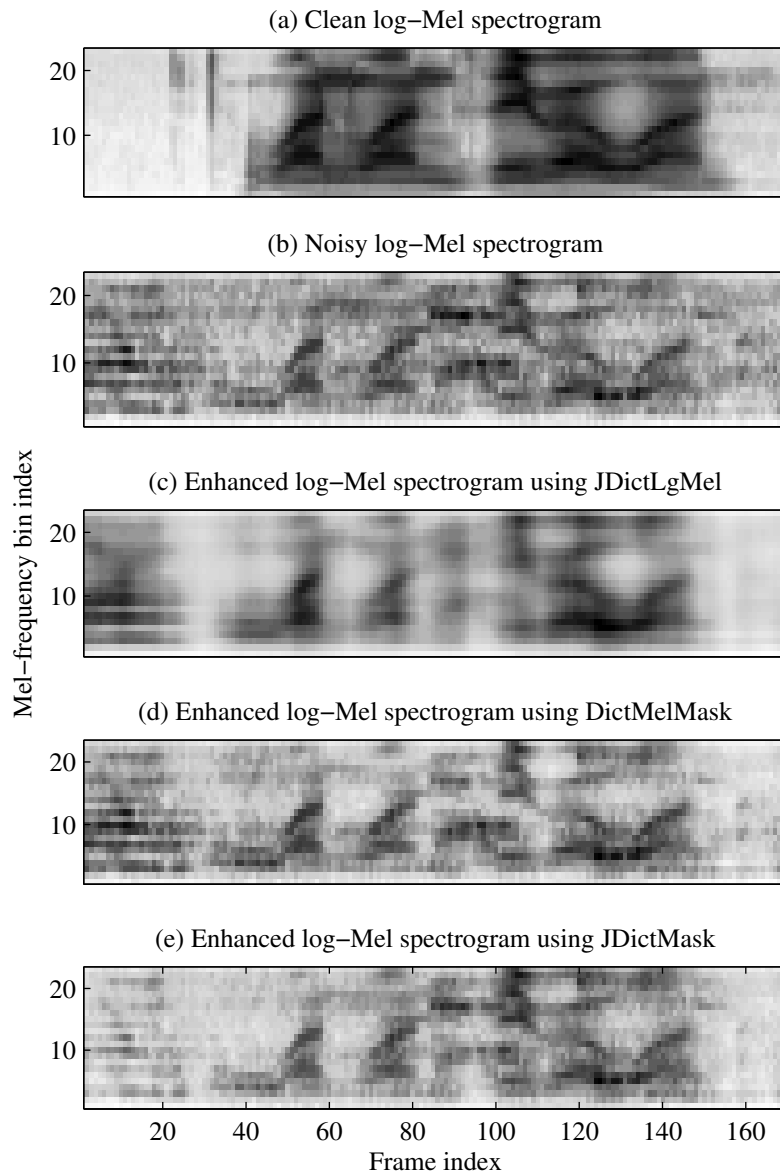 (a) Clean log−Mel spectrogram
20
10
(b) Noisy log−Mel spectrogram
20
10
(c) Enhanced log−Mel spectrogram using JDictLgMel
20
10
Mel−frequency bin index
(d) Enhanced log−Mel spectrogram using DictMelMask
20
10
(e) Enhanced log−Mel spectrogram using JDictMask
20
10
20 40 60 80 100 120 140 160
Frame index